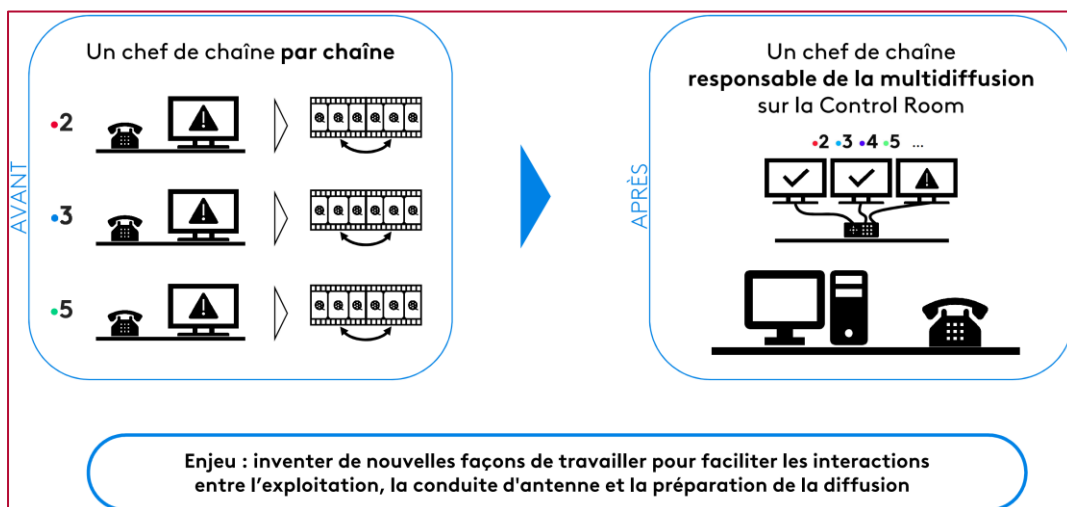 AVANT
Un chef de chaîne par chaîne
•2
•3
•5
APRÈS
Un chef de chaîne
responsable de la multidiffusion
sur la Control Room
•2 •3 •4 •5 ...
Enjeu : inventer de nouvelles façons de travailler pour faciliter les interactions
entre l'exploitation, la conduite d'antenne et la préparation de la diffusion